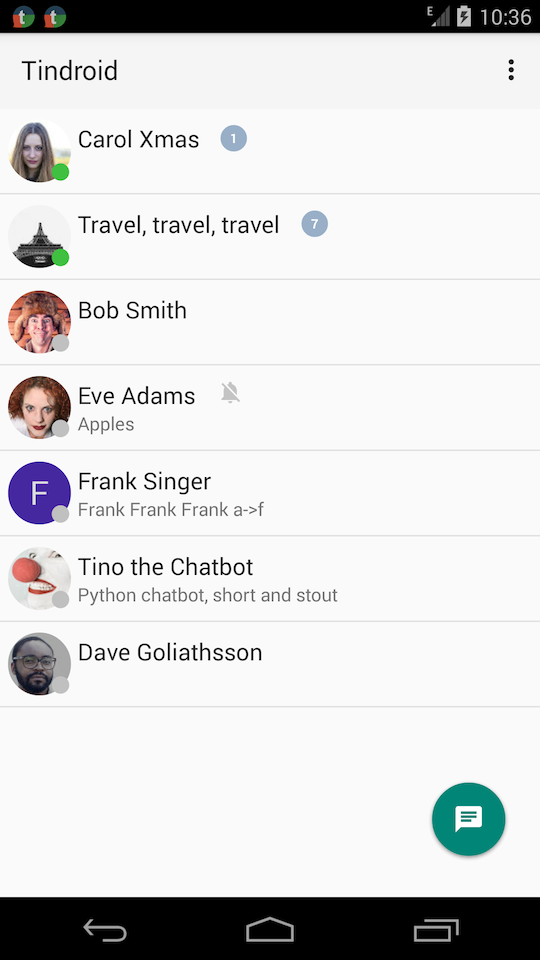 t t E 10:36
Tindroid
Carol Xmas 1
Travel, travel, travel 7
Bob Smith
Eve Adams
Apples
F
Frank Singer
Frank Frank Frank a->f
Tino the Chatbot
Python chatbot, short and stout
Dave Goliathsson